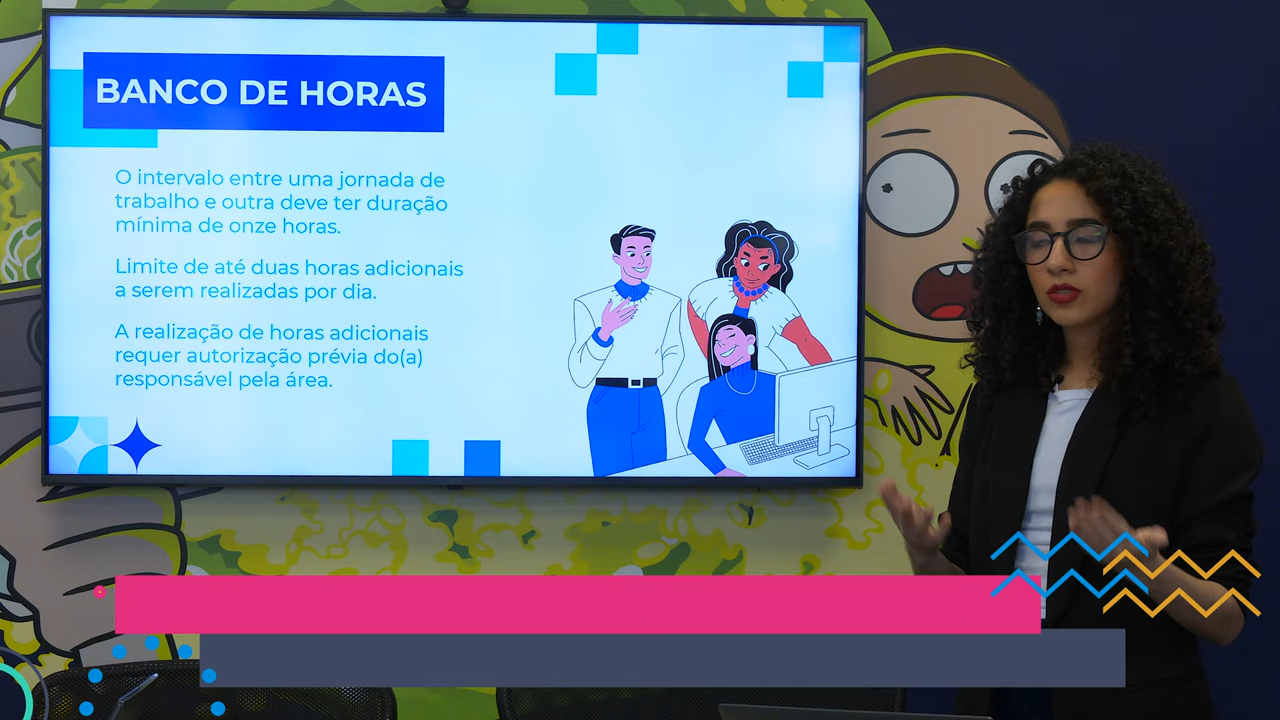 BANCO DE HORAS
O intervalo entre uma jornada de
trabalho e outra deve ter duração
mínima de onze horas.
Limite de até duas horas adicionais
a serem realizadas por dia.
A realização de horas adicionais
requer autorização prévia do(a)
responsável pela área.